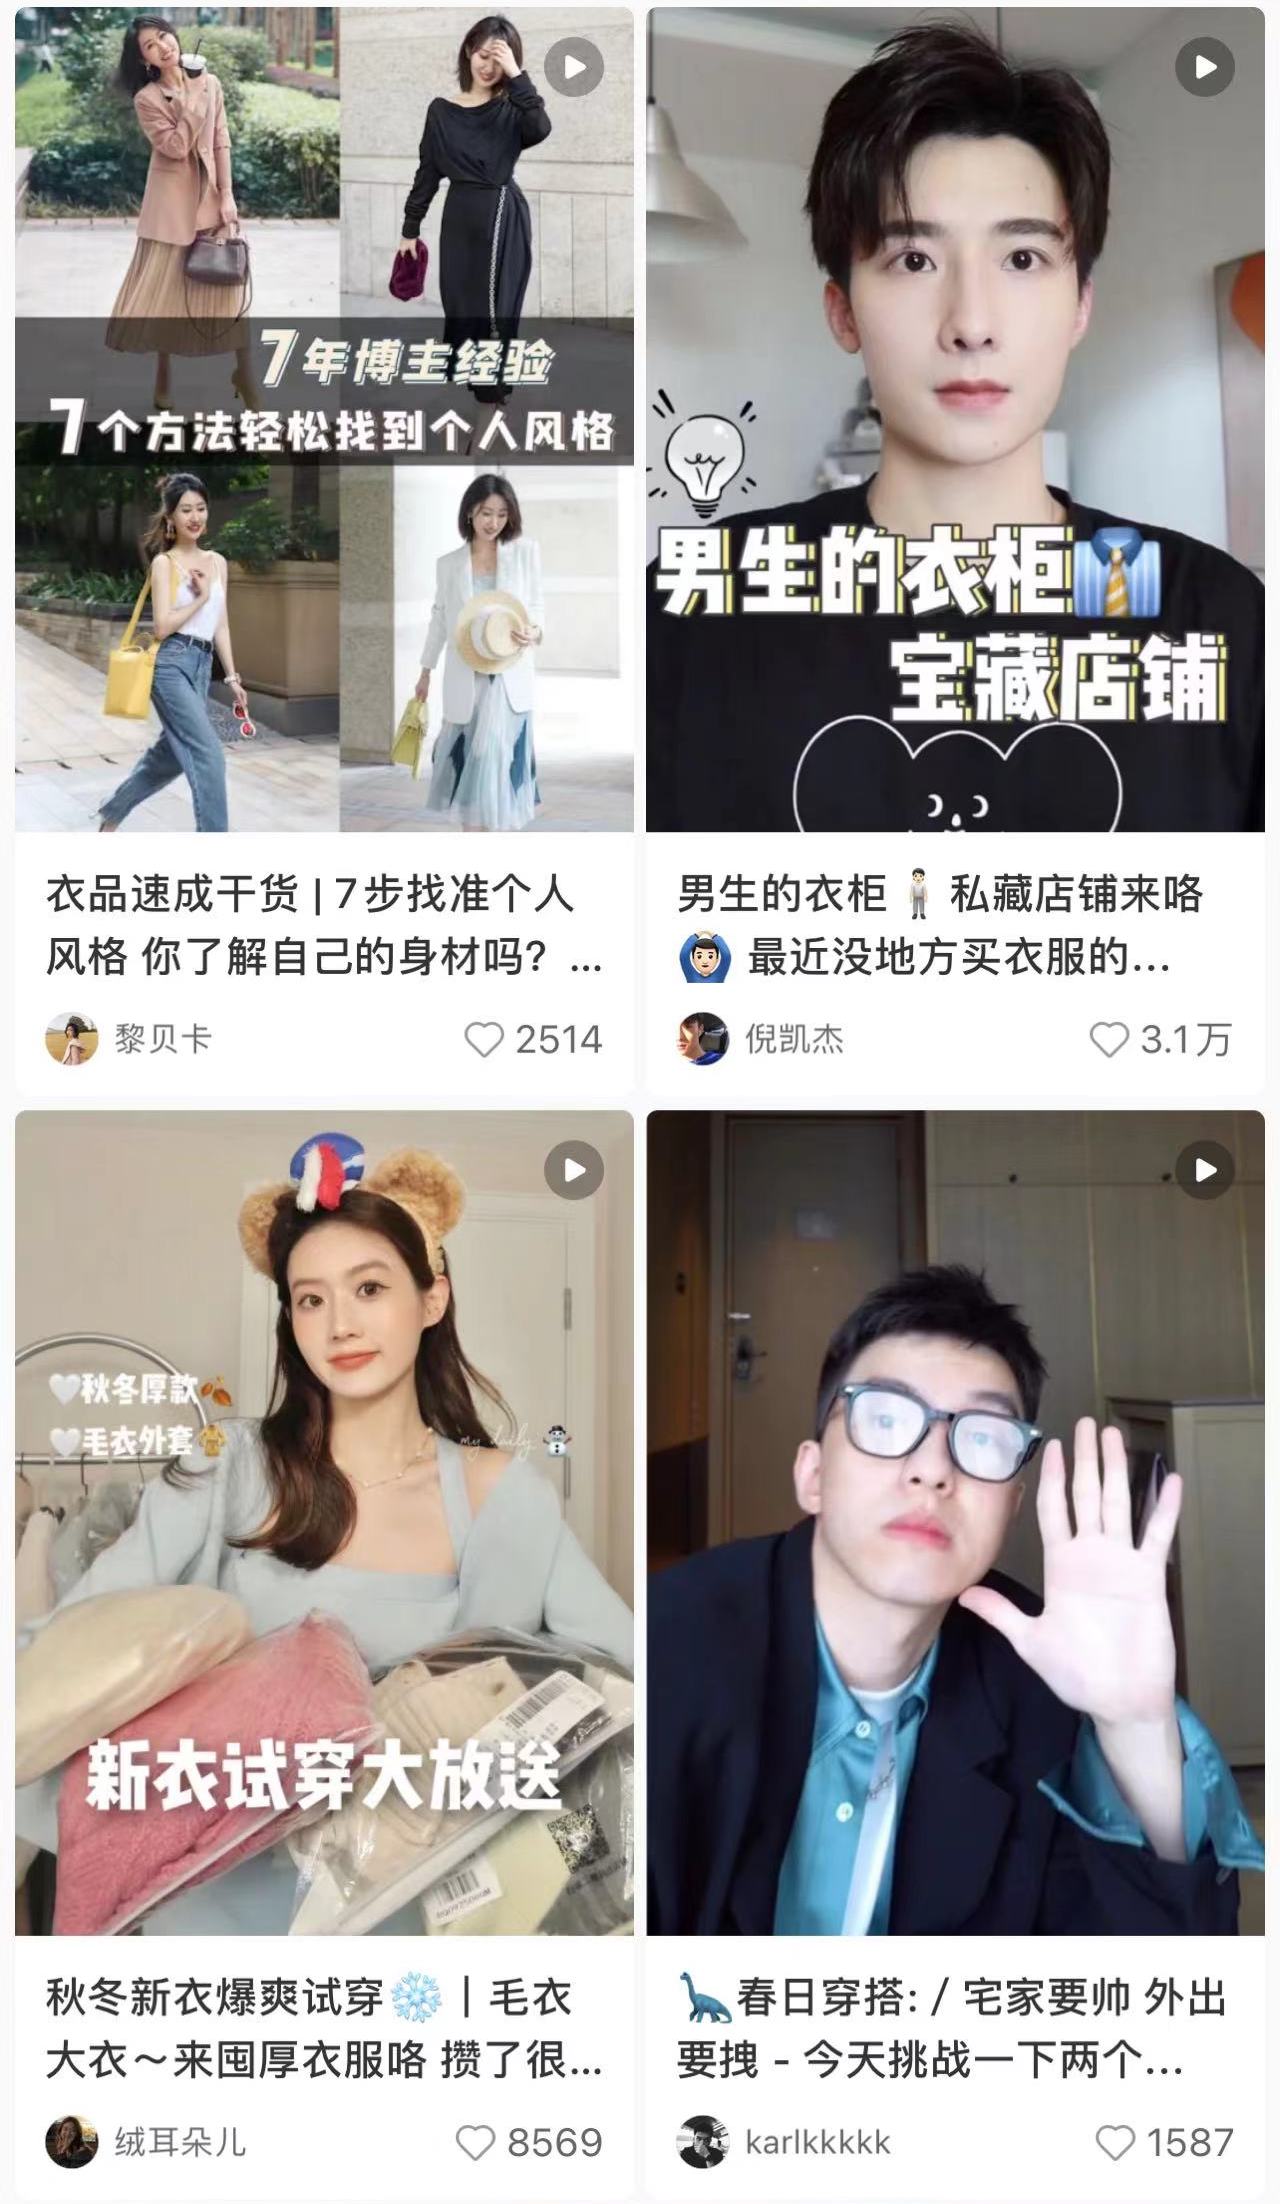 7年博主经验
7个方法轻松找到个人风格
衣品速成干货 | 7步找准个人
风格 你了解自己的身材吗？...
黎贝卡
2514
男生的衣柜
宝藏店铺
男生的衣柜 私藏店铺来咯
最近没地方买衣服的...
倪凯杰
3.1万
秋冬厚款
毛衣外套
my daily
新衣试穿大放送
秋冬新衣爆爽试穿 | 毛衣
大衣～来囤厚衣服咯 攒了很...
绒耳朵儿
8569
春日穿搭: / 宅家要帅 外出
要拽 - 今天挑战一下两个...
karlkkkkk
1587